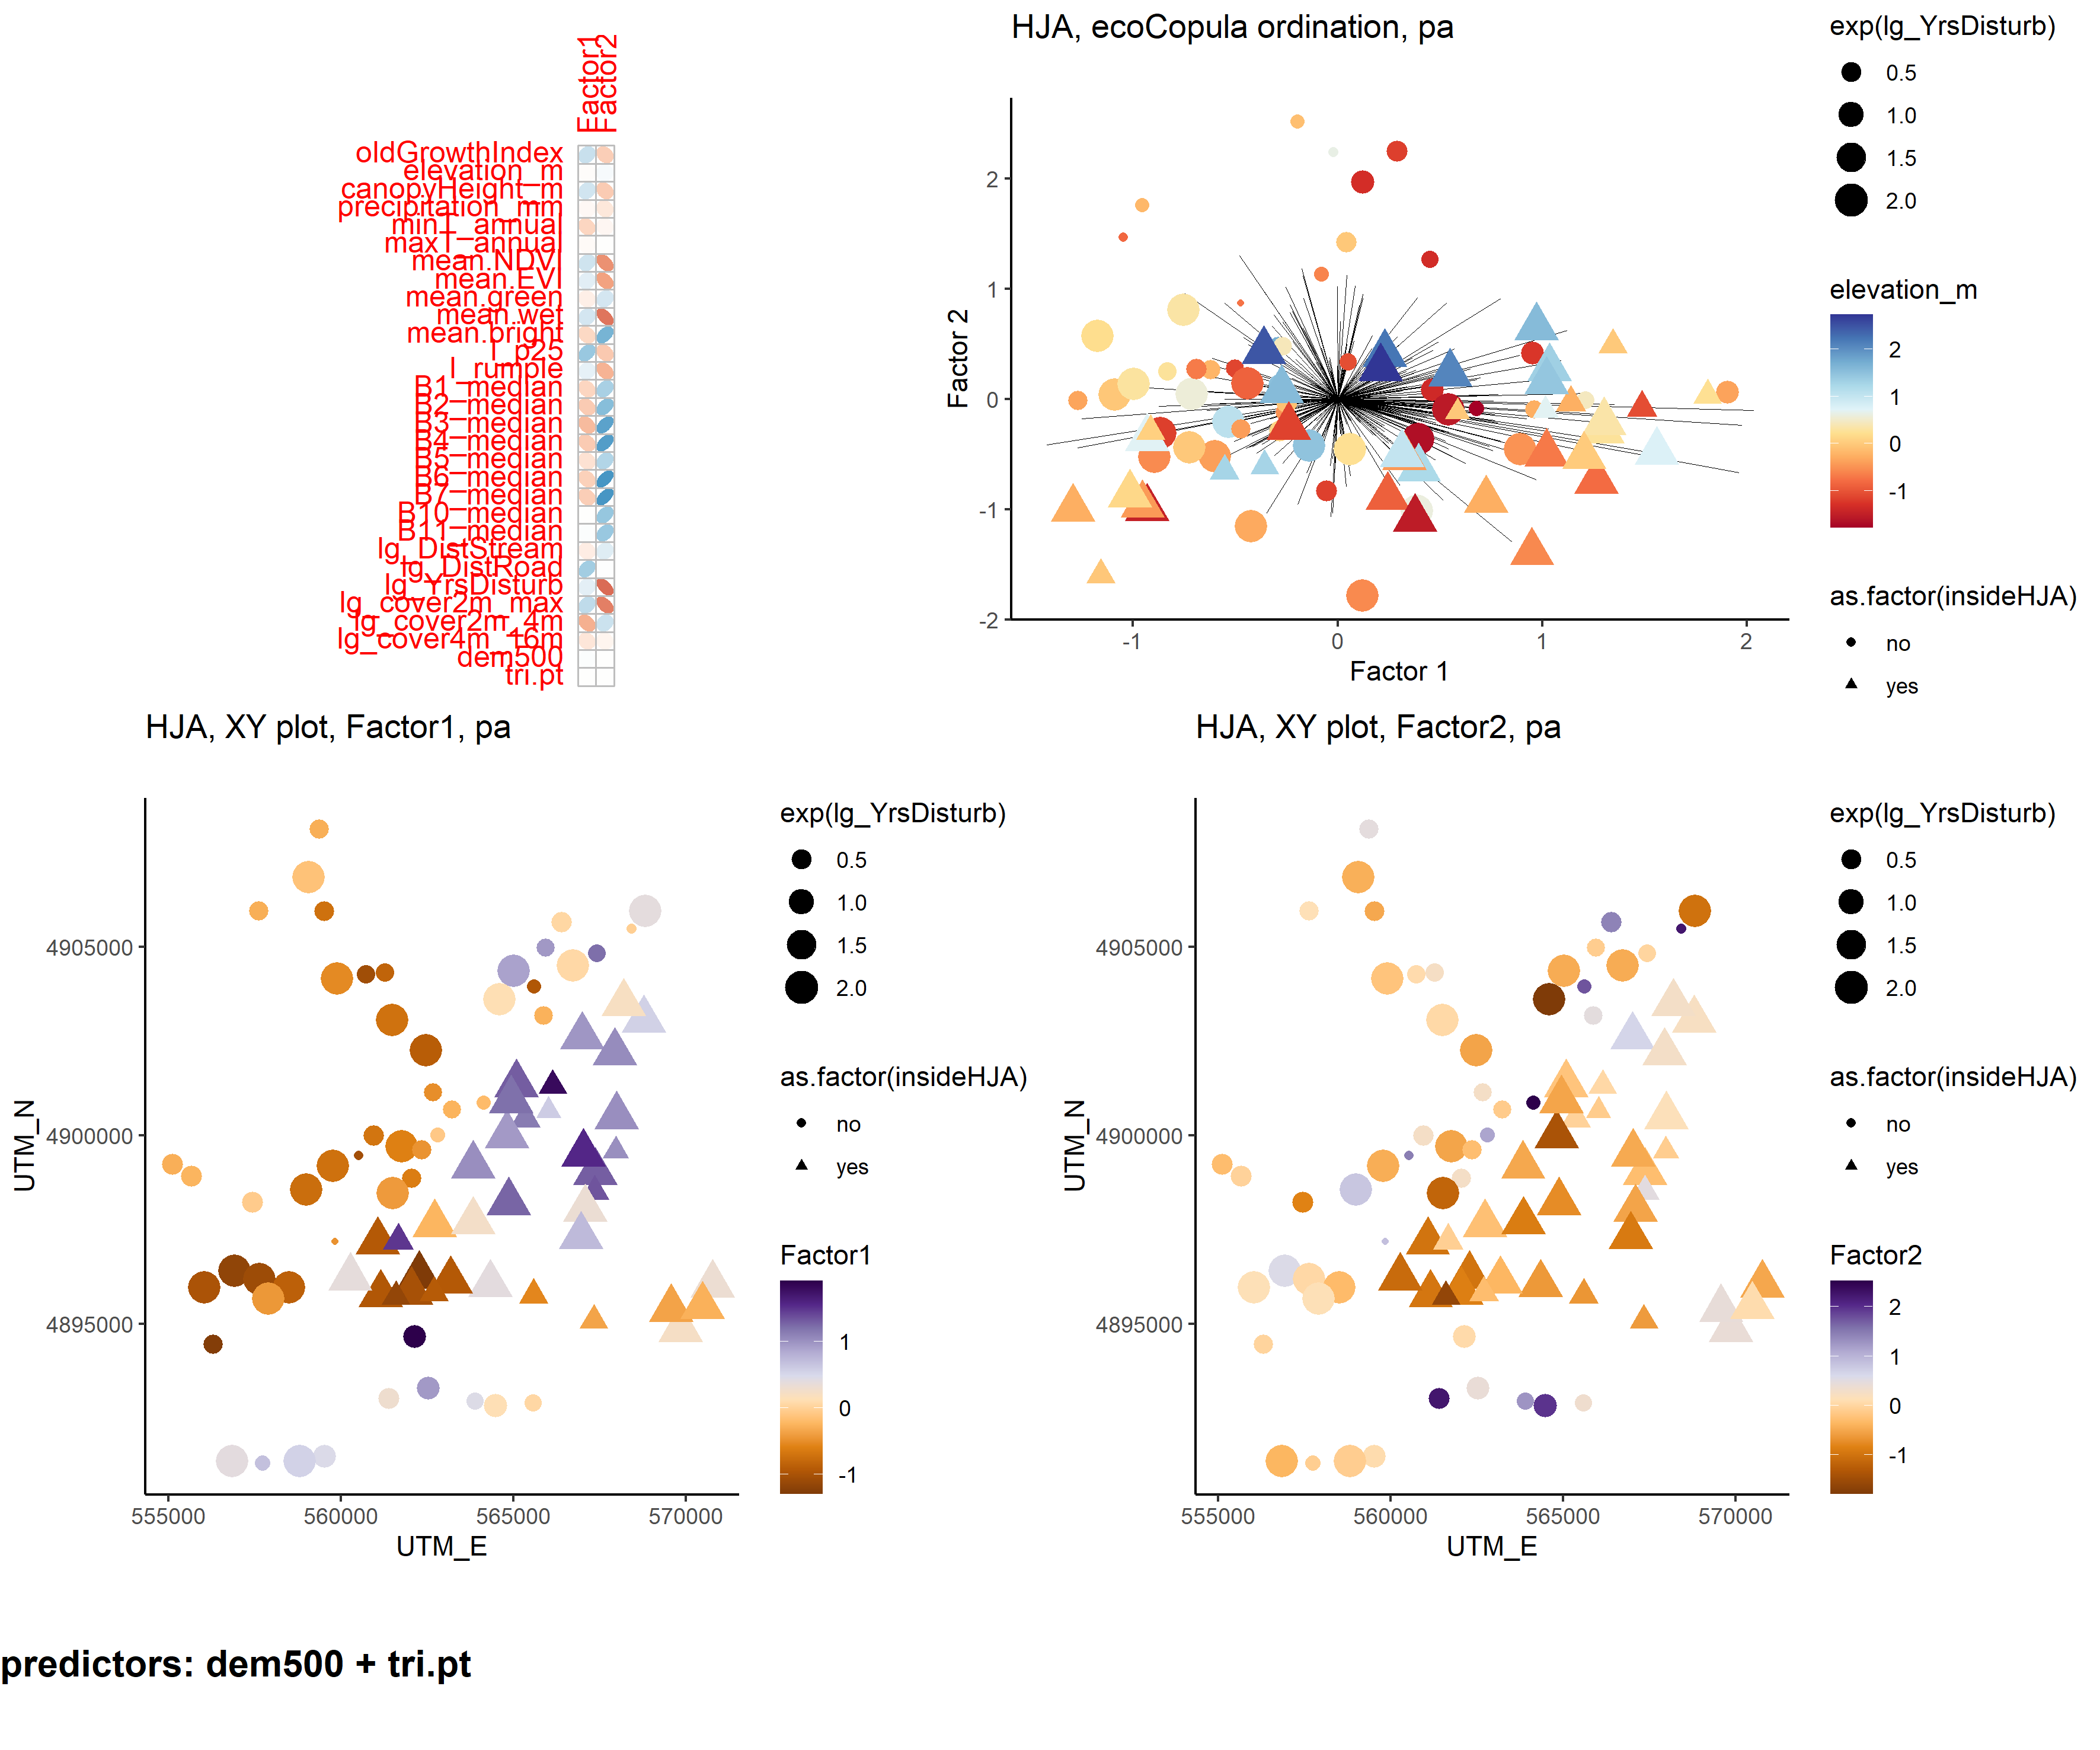 Factor1
Factor2
oldGrowthIndex
elevation_m
canopyHeight_m
precipitation_mm
minT_annual
maxT_annual
mean.NDVI
mean.EVI
mean.green
mean.wet
mean.bright
l_p25
l_rumple
B1_median
B2_median
B3_median
B4_median
B5_median
B6_median
B7_median
B10_median
B11_median
lg_DistStream
lg_DistRoad
lg_YrsDisturb
lg_cover2m_max
lg_cover2m_4m
lg_cover4m_16m
dem500
tri.pt
HJA, ecoCopula ordination, pa
Factor 2
2
1
0
-1
-2
-1
0
1
2
Factor 1
exp(lg_YrsDisturb)
0.5
1.0
1.5
2.0
elevation_m
2
1
0
-1
as.factor(insideHJA)
no
yes
HJA, XY plot, Factor1, pa
UTM_N
4905000
4900000
4895000
555000
560000
565000
570000
UTM_E
exp(lg_YrsDisturb)
0.5
1.0
1.5
2.0
as.factor(insideHJA)
no
yes
Factor1
1
0
-1
HJA, XY plot, Factor2, pa
UTM_N
4905000
4900000
4895000
555000
560000
565000
570000
UTM_E
exp(lg_YrsDisturb)
0.5
1.0
1.5
2.0
as.factor(insideHJA)
no
yes
Factor2
2
1
0
-1
predictors: dem500 + tri.pt